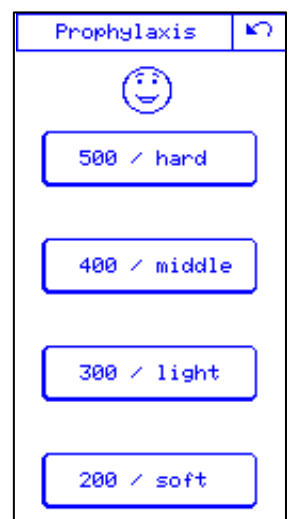 Prophylaxis
500 / hard
400 / middle
300 / light
200 / soft